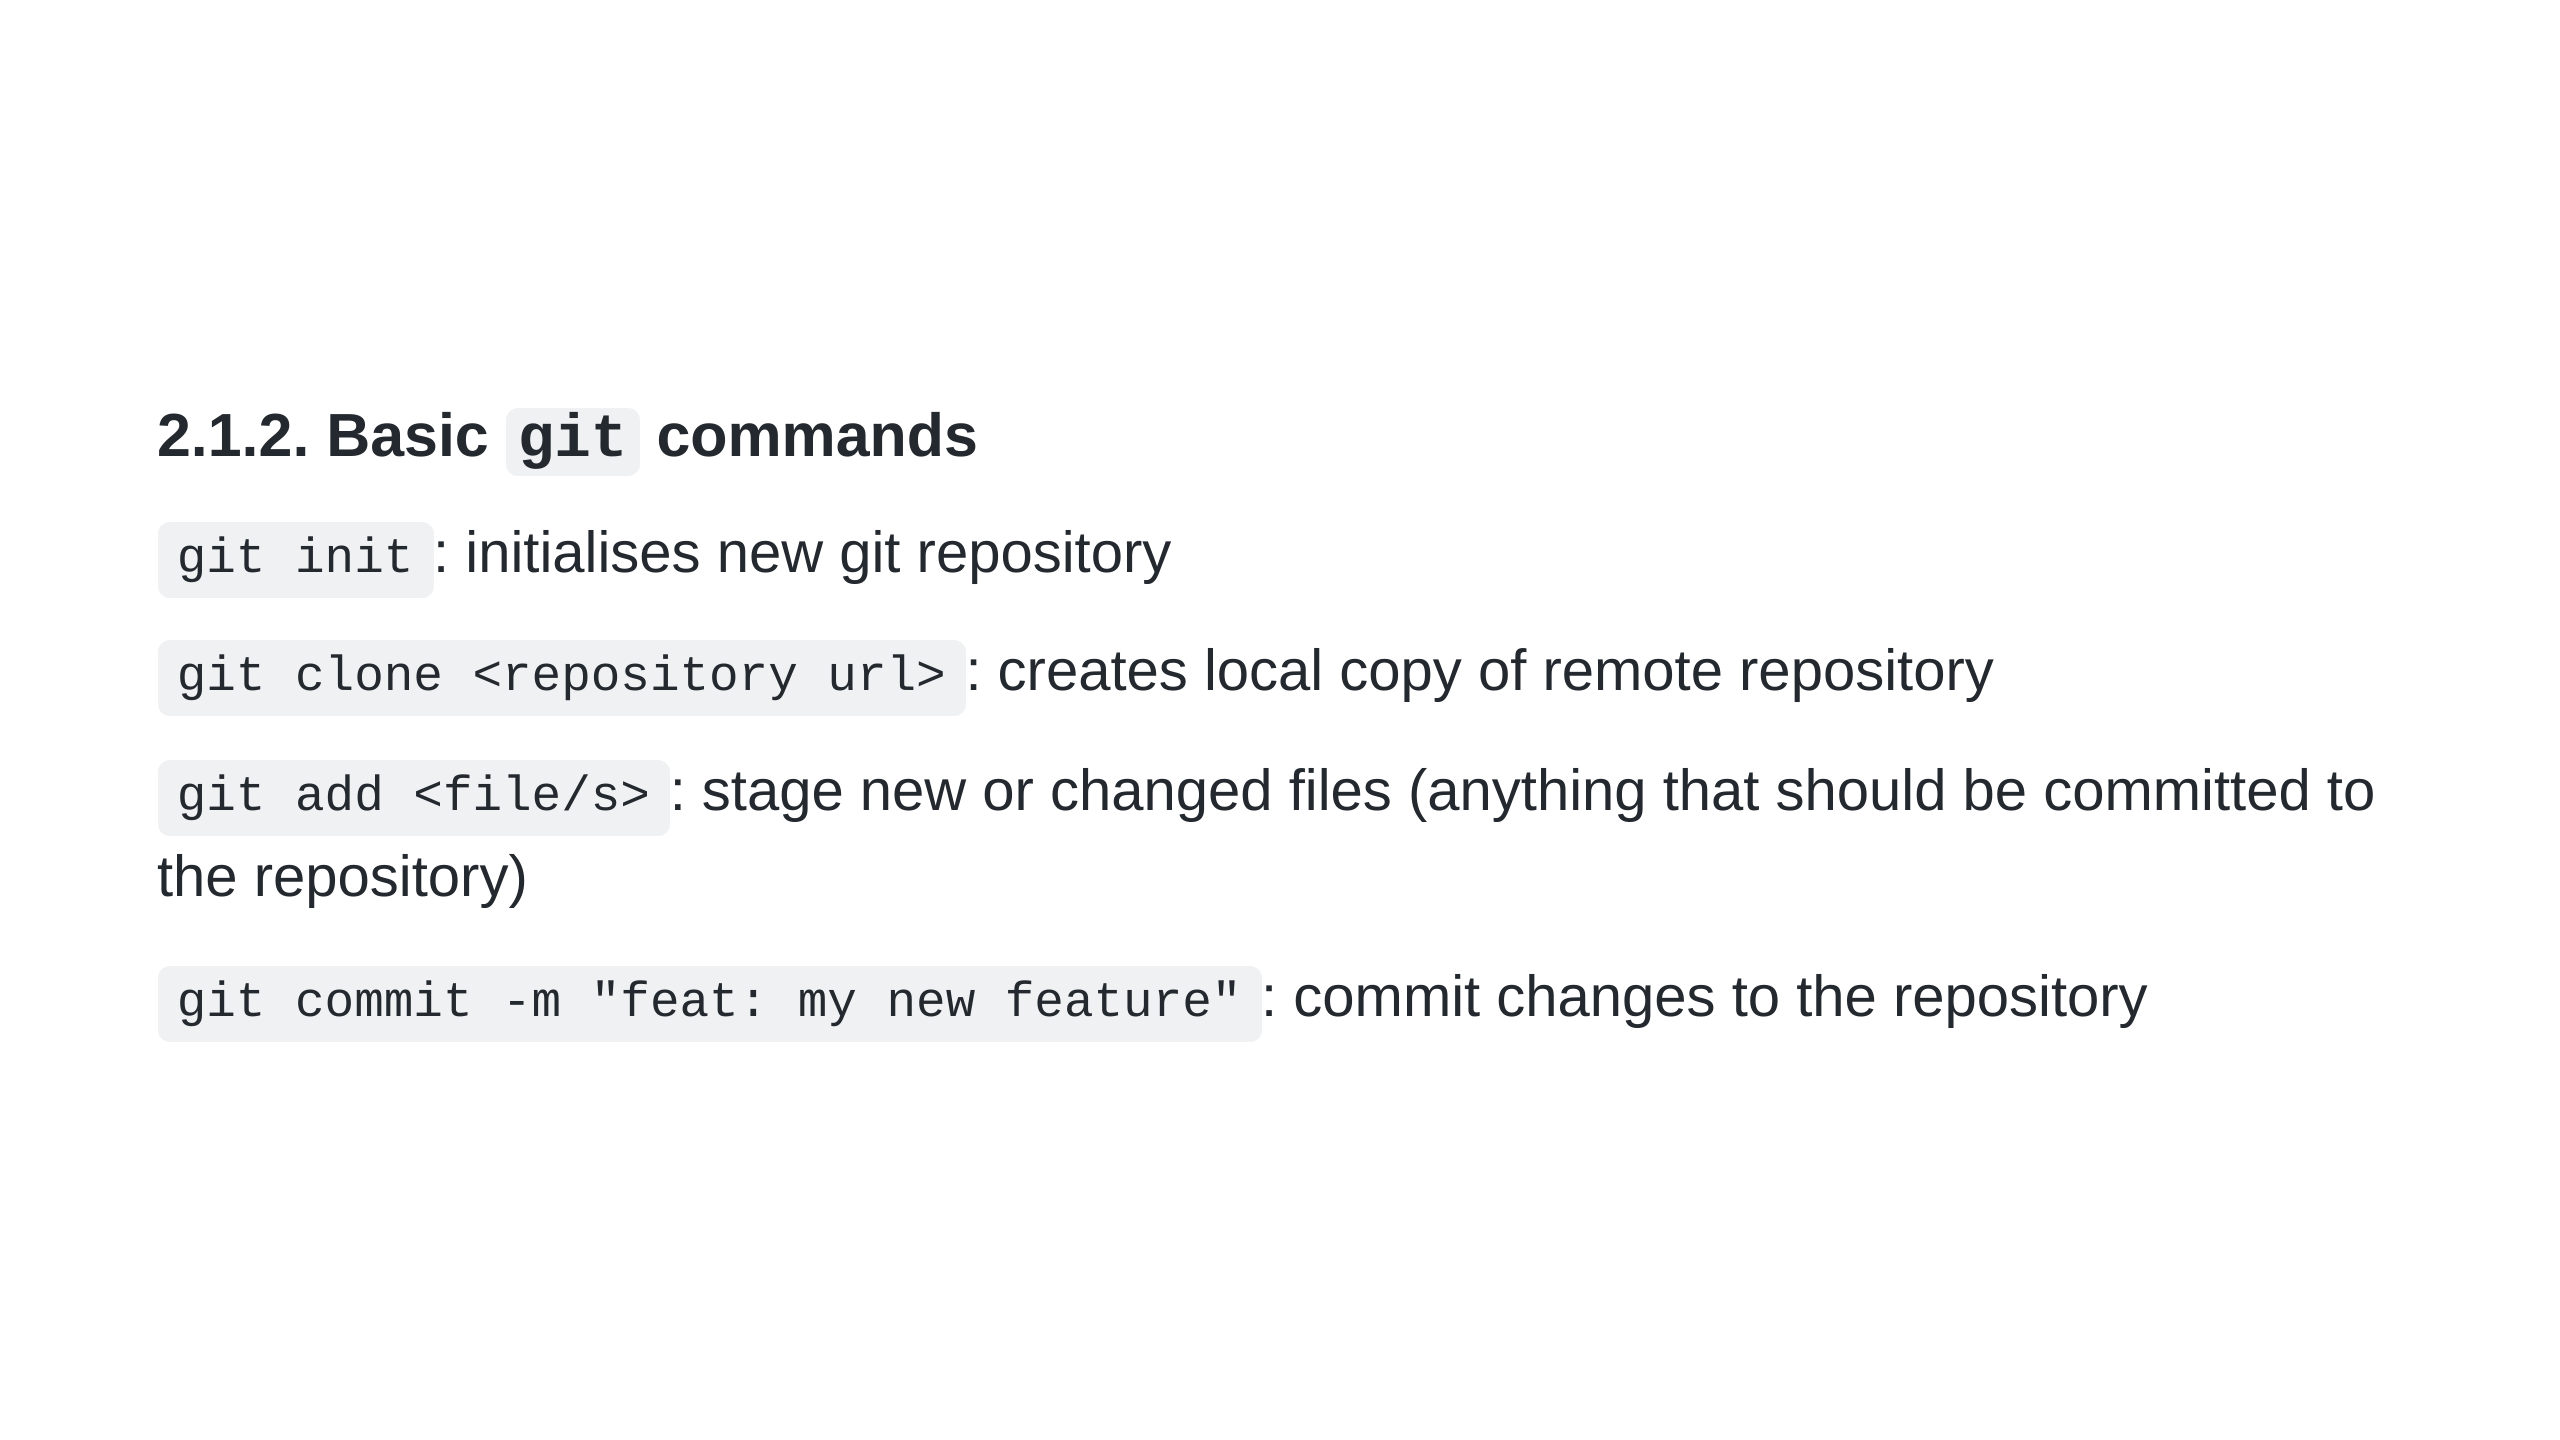 2.1.2. Basic git commands
git init: initialises new git repository
git clone <repository url>: creates local copy of remote repository
git add <file/s>: stage new or changed files (anything that should be committed to
the repository)
git commit -m "feat: my new feature": commit changes to the repository